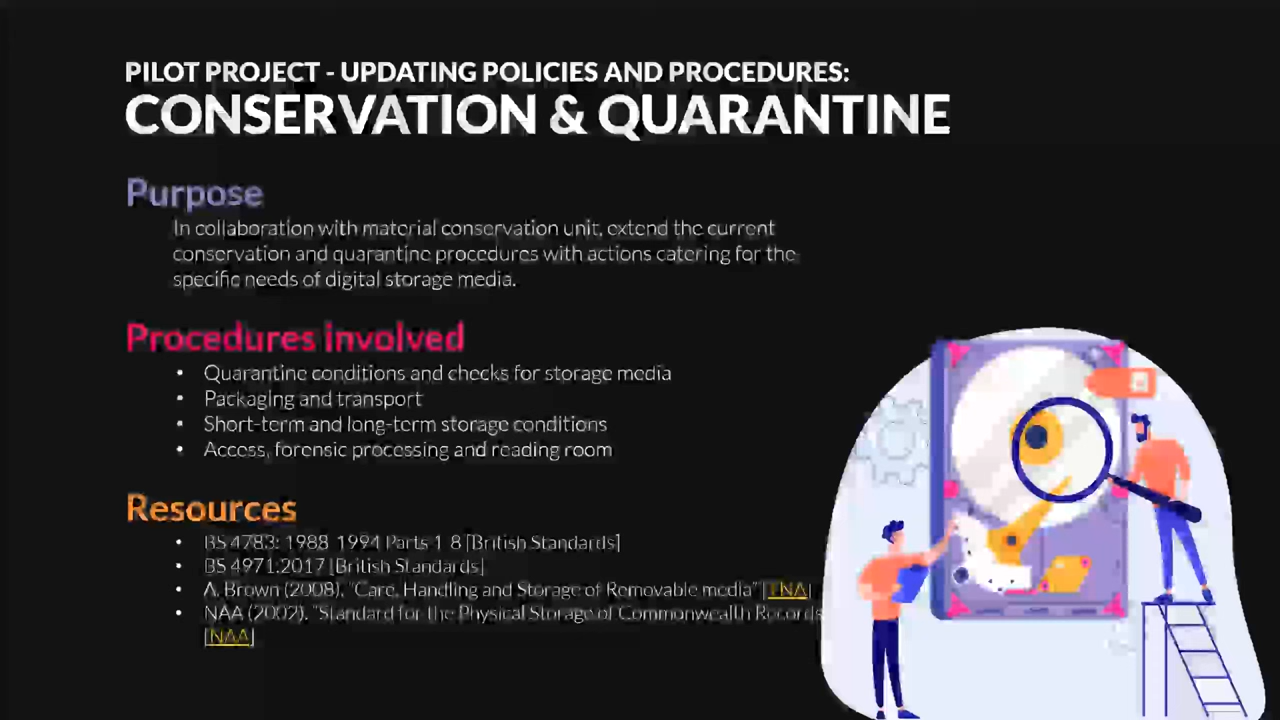 PILOT PROJECT - UPDATING POLICIES AND PROCEDURES:
CONSERVATION & QUARANTINE
Purpose
In collaboration with material conservation unit, extend the current
conservation and quarantine procedures with actions catering for the
specific needs of digital storage media.
Procedures involved
• Quarantine conditions and checks for storage media
• Packaging and transport
• Short-term and long-term storage conditions
• Access, forensic processing and reading room
Resources
• BS 4783: 1988-1994 Parts 1-8 [British Standards]
• BS 4971:2017 [British Standards]
• A. Brown (2008), "Care, Handling and Storage of Removable media" [TNA]
• NAA (2002), "Standard for the Physical Storage of Commonwealth Records
[NAA]